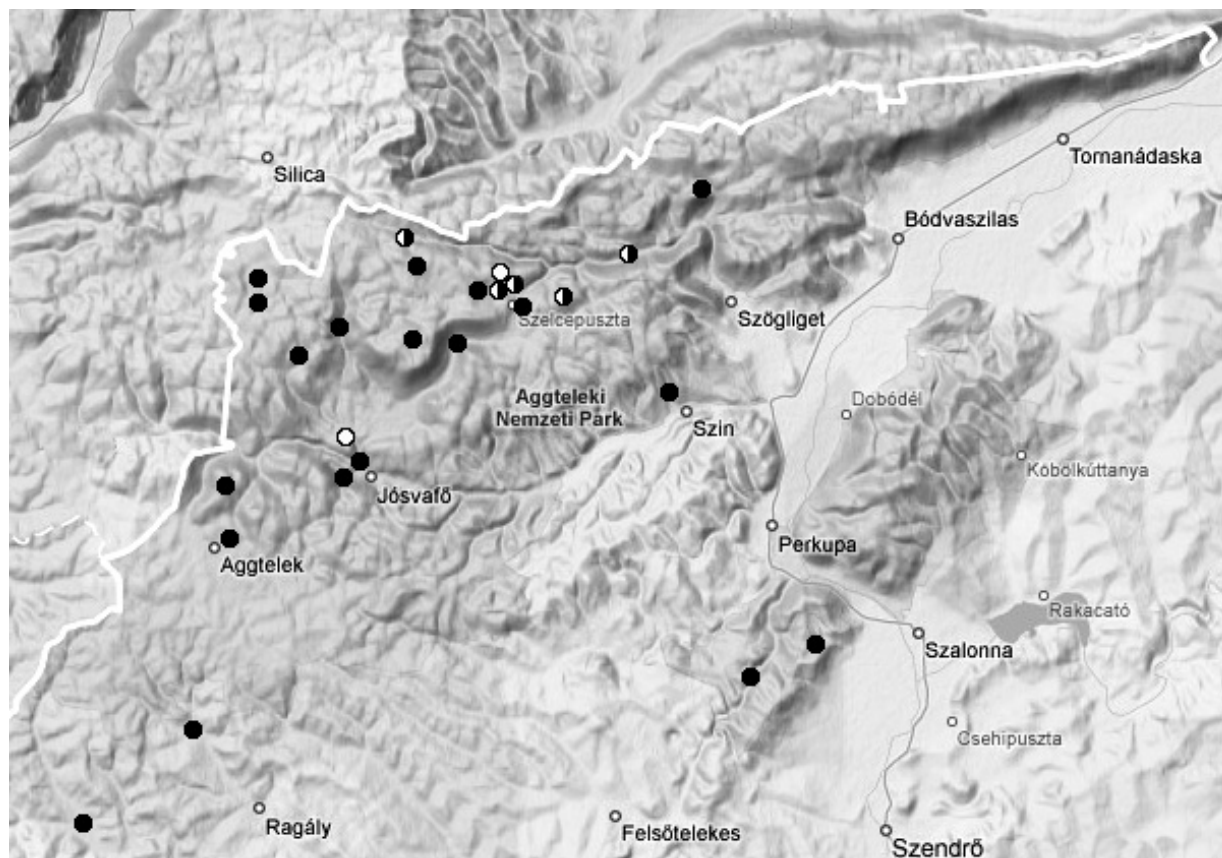 Tornanádaska
Silica
Bódvaszilas
Szögliget
Szelcepuszta
Aggteleki
Nemzeti Park
Dobódél
Szin
Kóbólkúttanya
Jósvafő
Perkupa
Aggtelek
Rakacató
Szalonna
Csehipuszta
Ragály
Felsőtelekes
Szendrő